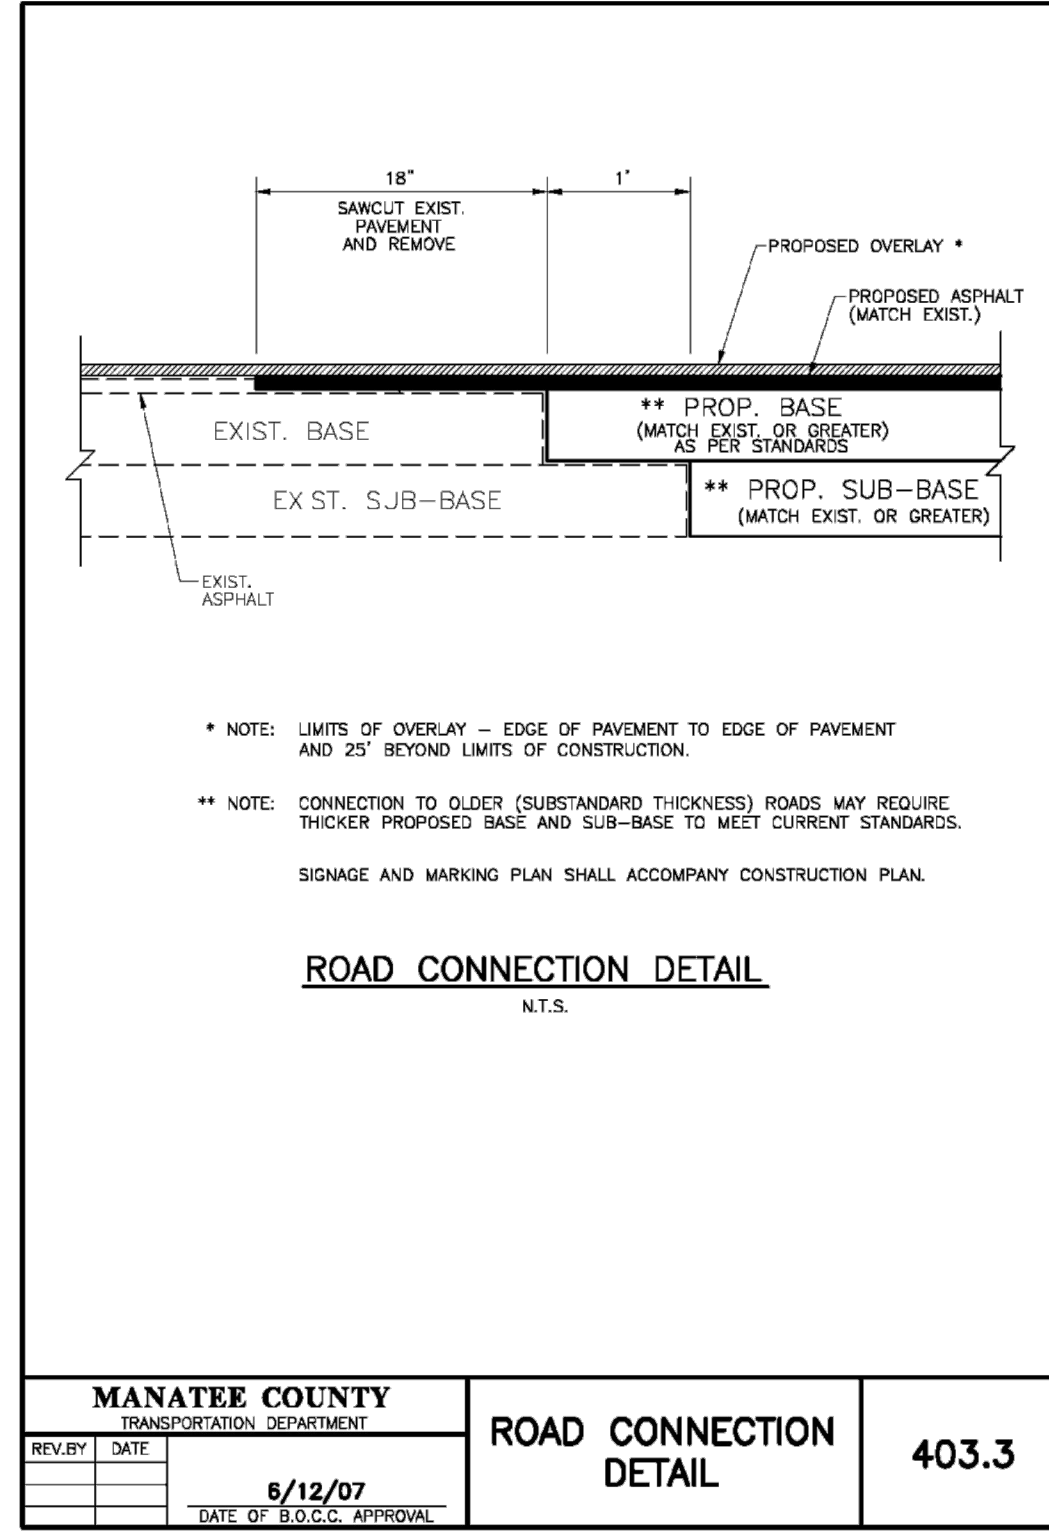 18" 1'
SAWCUT EXIST.
PAVEMENT
AND REMOVE
PROPOSED OVERLAY *
PROPOSED ASPHALT
(MATCH EXIST.)
** PROP. BASE
(MATCH EXIST. OR GREATER)
AS PER STANDARDS
EXIST. BASE
** PROP. SUB-BASE
(MATCH EXIST. OR GREATER)
EX ST. SJB-BASE
EXIST.
ASPHALT
* NOTE: LIMITS OF OVERLAY – EDGE OF PAVEMENT TO EDGE OF PAVEMENT
AND 25' BEYOND LIMITS OF CONSTRUCTION.
** NOTE: CONNECTION TO OLDER (SUBSTANDARD THICKNESS) ROADS MAY REQUIRE
THICKER PROPOSED BASE AND SUB-BASE TO MEET CURRENT STANDARDS.
SIGNAGE AND MARKING PLAN SHALL ACCOMPANY CONSTRUCTION PLAN.
ROAD CONNECTION DETAIL
N.T.S.
MANATEE COUNTY
TRANSPORTATION DEPARTMENT
REV.BY DATE
6/12/07
DATE OF B.O.C.C. APPROVAL
ROAD CONNECTION
DETAIL
403.3